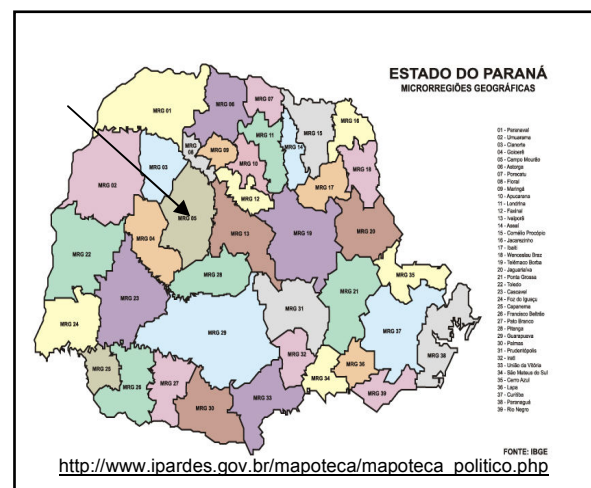 ESTADO DO PARANÁ
MICRORREGIÕES GEOGRÁFICAS
MRG 01
MRG 06
MRG 07
MRG 15
MRG 16
MRG 11
MRG 14
MRG 03
MRG 08
MRG 09
MRG 10
MRG 18
MRG 02
MRG 17
MRG 12
MRG 05
MRG 04
MRG 13
MRG 19
MRG 20
MRG 22
MRG 28
MRG 35
MRG 23
MRG 21
MRG 31
MRG 24
MRG 29
MRG 37
MRG 38
MRG 32
MRG 25
MRG 26
MRG 27
MRG 34
MRG 36
MRG 39
MRG 33
MRG 30
01 - Paranavaí
02 - Umuarama
03 - Cianorte
04 - Goioerê
05 - Campo Mourão
06 - Astorga
07 - Porecatu
08 - Floraí
09 - Maringá
10 - Apucarana
11 - Londrina
12 - Faxinal
13 - Ivaiporã
14 - Assaí
15 - Cornélio Procópio
16 - Jacarezinho
17 - Ibaiti
18 - Wenceslau Braz
19 - Telêmaco Borba
20 - Jaguariaíva
21 - Ponta Grossa
22 - Toledo
23 - Cascavel
24 - Foz do Iguaçu
25 - Capanema
26 - Francisco Beltrão
27 - Pato Branco
28 - Pitanga
29 - Guarapuava
30 - Palmas
31 - Prudentópolis
32 - Irati
33 - União da Vitória
34 - São Mateus do Sul
35 - Cerro Azul
36 - Lapa
37 - Curitiba
38 - Paranaguá
39 - Rio Negro
FONTE: IBGE
http://www.ipardes.gov.br/mapoteca/mapoteca_politico.php